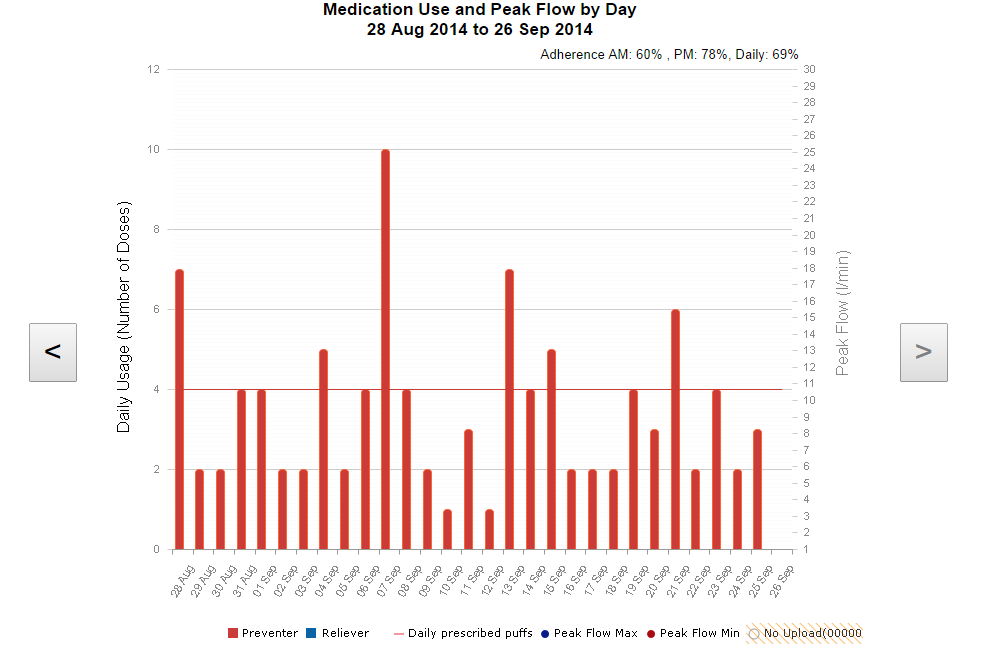 Medication Use and Peak Flow by Day
28 Aug 2014 to 26 Sep 2014
Adherence AM: 60% , PM: 78%, Daily: 69%
12
10
8
6
4
2
0
Daily Usage (Number of Doses)
30
29
28
27
26
25
24
23
22
21
20
19
18
17
16
15
14
13
12
11
10
9
8
7
6
5
4
3
2
1
Peak Flow (l/min)
<
>
28 Aug
29 Aug
30 Aug
31 Aug
01 Sep
02 Sep
03 Sep
04 Sep
05 Sep
06 Sep
07 Sep
08 Sep
09 Sep
10 Sep
11 Sep
12 Sep
13 Sep
14 Sep
15 Sep
16 Sep
17 Sep
18 Sep
19 Sep
20 Sep
21 Sep
22 Sep
23 Sep
24 Sep
25 Sep
26 Sep
Preventer Reliever Daily prescribed puffs Peak Flow Max Peak Flow Min No Upload(00000